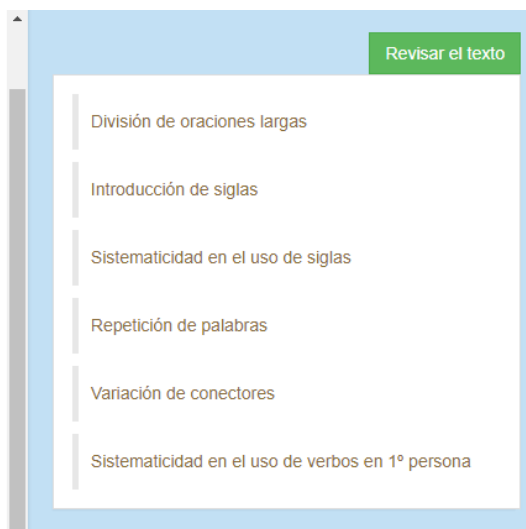 Revisar el texto
División de oraciones largas
Introducción de siglas
Sistematicidad en el uso de siglas
Repetición de palabras
Variación de conectores
Sistematicidad en el uso de verbos en 1º persona